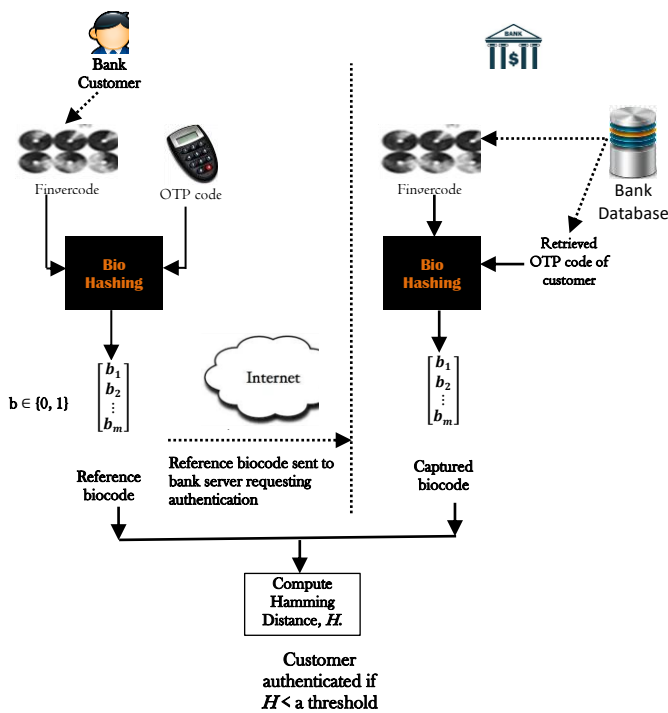 BANK
$
Bank
Customer
Fingercode
OTP code
Fingercode
Bank
Database
Retrieved
OTP code of
customer
Bio
Hashing
Bio
Hashing
b ∈ {0, 1}
b₁
b₂
⋮
bₘ
Internet
b₁
b₂
⋮
bₘ
Reference biocode sent to
bank server requesting
authentication
Reference
biocode
Captured
biocode
Compute
Hamming
Distance, H.
Customer
authenticated if
H < a threshold